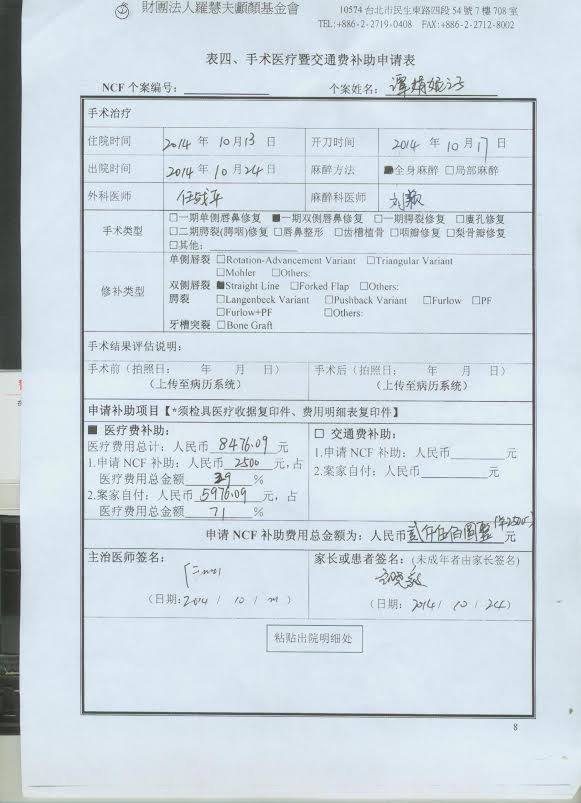 財團法人羅慧夫顱顏基金會
10574 台北市民生東路四段 54 號 7 樓 708 室
TEL:+886-2-2719-0408 FAX:+886-2-2712-8002
表四、手术医疗暨交通费补助申请表
NCF 个案编号: 个案姓名: 谭娟妮之子
手术治疗
住院时间 2014 年 10 月 13 日 开刀时间 2014 年 10 月 17 日
出院时间 2014 年 10 月 24 日 麻醉方法 ■全身麻醉 □局部麻醉
外科医师 任战平 麻醉科医师 刘颖
手术类型 □一期单侧唇鼻修复 ■一期双侧唇鼻修复 □一期腭裂修复 □瘻孔修复
□二期腭裂(腭咽)修复 □唇鼻整形 □齿槽植骨 □咽瓣修复 □梨骨瓣修复
□其他:
修补类型 单侧唇裂 □Rotation-Advancement Variant □Triangular Variant
□Mohler □Others:
双侧唇裂 ■Straight Line □Forked Flap □Others:
腭裂 □Langenbeck Variant □Pushback Variant □Furlow □PF
□Furlow+PF □Others:
牙槽突裂 □Bone Graft
手术结果评估说明:
手术前（拍照日： 年 月 日） 手术后（拍照日： 年 月 日）
（上传至病历系统） （上传至病历系统）
申请补助项目【*须检具医疗收据复印件、费用明细表复印件】
■ 医疗费补助: □ 交通费补助:
医疗费用总计: 人民币 8476.09 元 1.申请 NCF 补助: 人民币 元
1.申请 NCF 补助: 人民币 2500 元, 占 2.案家自付: 人民币 元
医疗费用总金额 29 %
2.案家自付: 人民币 5976.09 元, 占
医疗费用总金额 71 %
申请 NCF 补助费用总金额为: 人民币 贰仟伍佰圆整 元
主治医师签名: 家长或患者签名: (未成年者由家长签名)
（日期: 2014 / 10 / ） （日期: 2014 / 10 / 24）
粘贴出院明细处
8